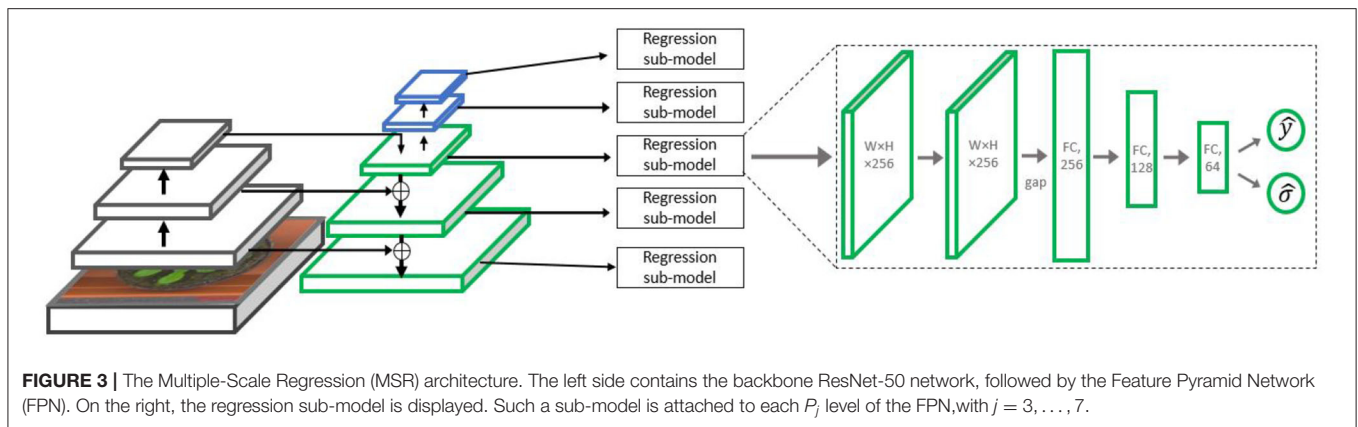 Regression
sub-model
Regression
sub-model
Regression
sub-model
Regression
sub-model
Regression
sub-model
W×H
×256
W×H
×256
gap
FC,
256
FC,
128
FC,
64
ŷ
σ̂
FIGURE 3 | The Multiple-Scale Regression (MSR) architecture. The left side contains the backbone ResNet-50 network, followed by the Feature Pyramid Network
(FPN). On the right, the regression sub-model is displayed. Such a sub-model is attached to each Pj level of the FPN,with j = 3, . . . , 7.